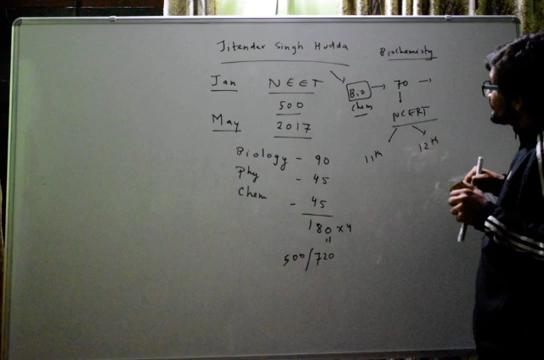 Jitender Singh Hudda
Biochemistry
Jan NEET
500
May 2017
Bio → 70 →
Chem
NCERT
11th 12th
Biology - 90
Phy - 45
Chem - 45
180 x 4
500/720